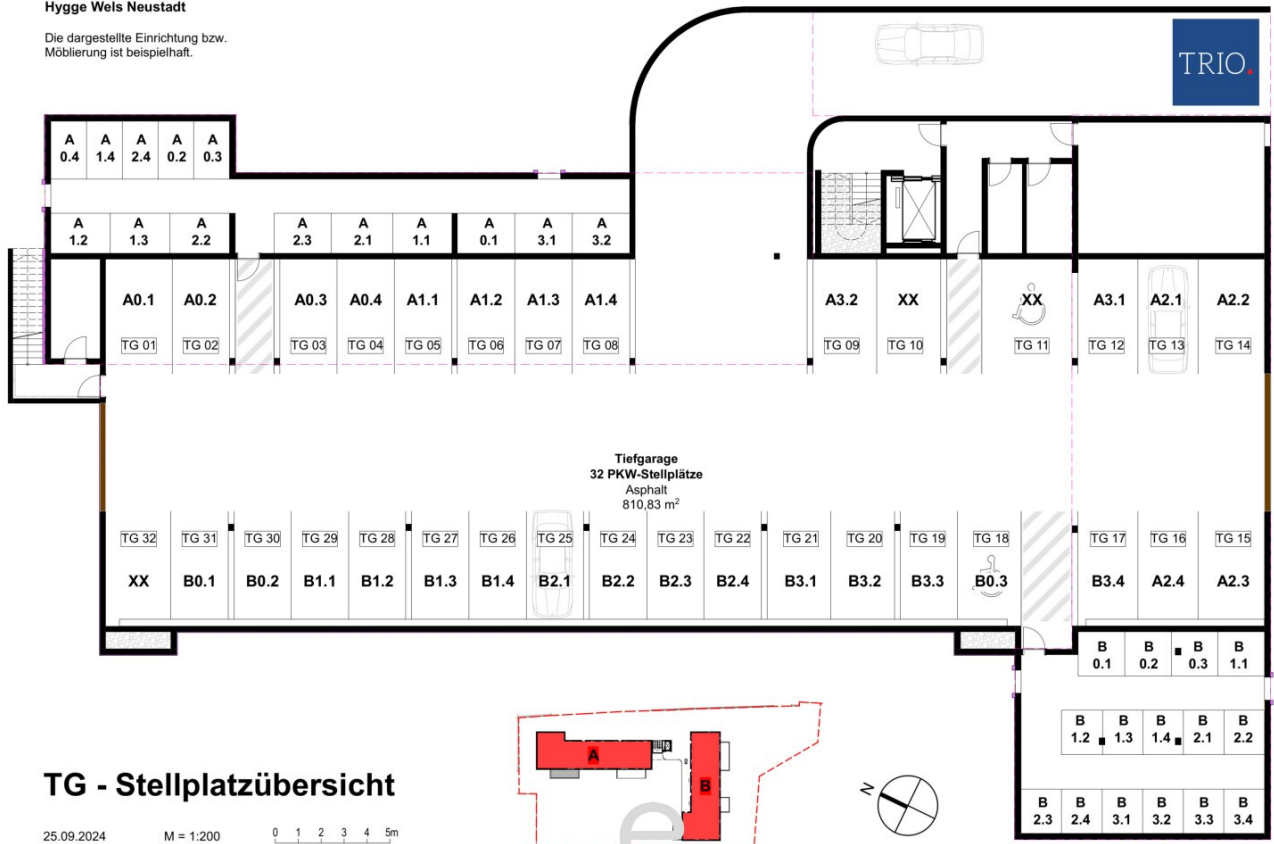 Hygge Wels Neustadt
Die dargestellte Einrichtung bzw.
Möblierung ist beispielhaft.
TRIO.
A 0.4
A 1.4
A 2.4
A 0.2
A 0.3
A 1.2
A 1.3
A 2.2
A 2.3
A 2.1
A 1.1
A 0.1
A 3.1
A 3.2
A0.1 A0.2 A0.3 A0.4 A1.1 A1.2 A1.3 A1.4 A3.2 XX XX A3.1 A2.1 A2.2
TG 01 TG 02 TG 03 TG 04 TG 05 TG 06 TG 07 TG 08 TG 09 TG 10 TG 11 TG 12 TG 13 TG 14
Tiefgarage
32 PKW-Stellplätze
Asphalt
810,83 m²
TG 32 TG 31 TG 30 TG 29 TG 28 TG 27 TG 26 TG 25 TG 24 TG 23 TG 22 TG 21 TG 20 TG 19 TG 18 TG 17 TG 16 TG 15
XX B0.1 B0.2 B1.1 B1.2 B1.3 B1.4 B2.1 B2.2 B2.3 B2.4 B3.1 B3.2 B3.3 B0.3 B3.4 A2.4 A2.3
B 0.1
B 0.2
B 0.3
B 1.1
B 1.2
B 1.3
B 1.4
B 2.1
B 2.2
B 2.3
B 2.4
B 3.1
B 3.2
B 3.3
B 3.4
A
B
e
N
TG - Stellplatzübersicht
25.09.2024 M = 1:200 0 1 2 3 4 5m